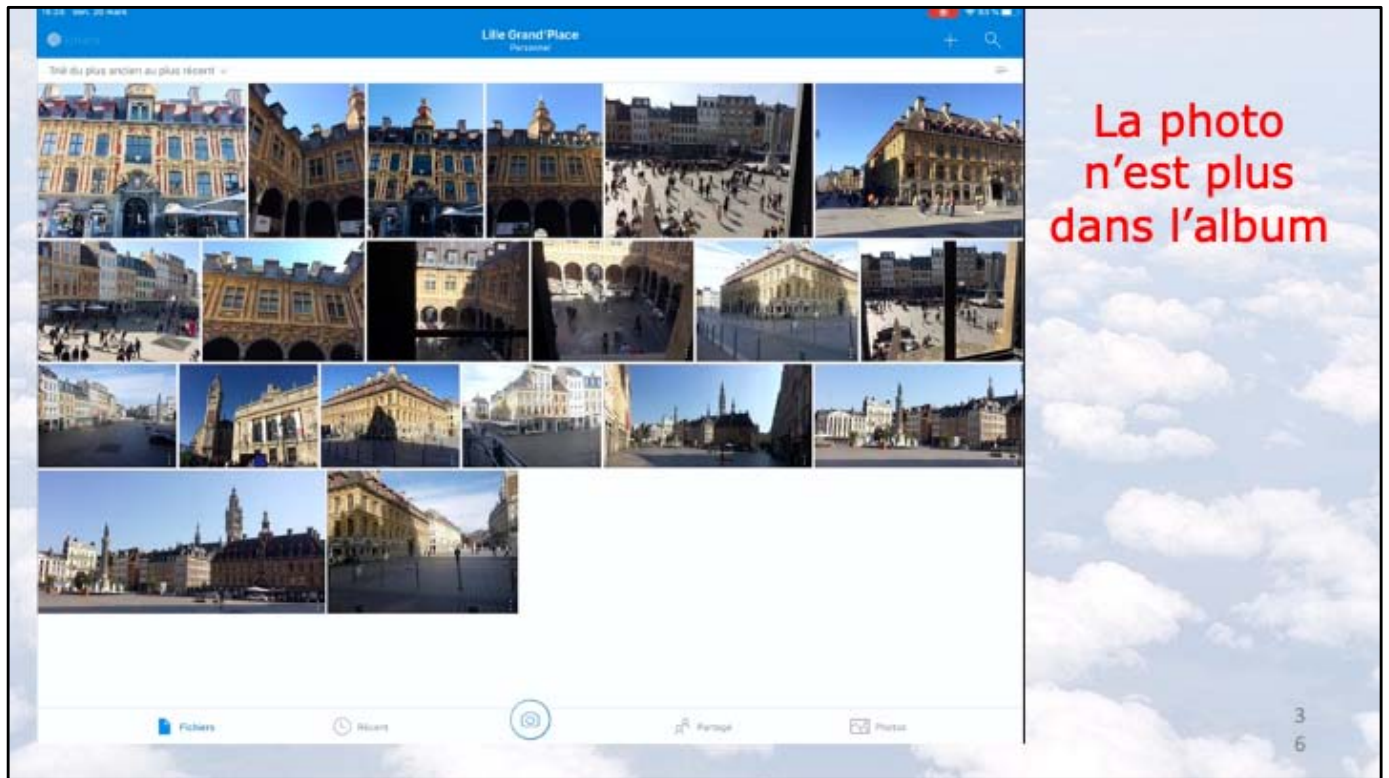 Lille Grand'Place
Personnel
Trié du plus ancien au plus récent
La photo
n'est plus
dans l'album
Fichiers
Récent
Partagé
Photos
3
6